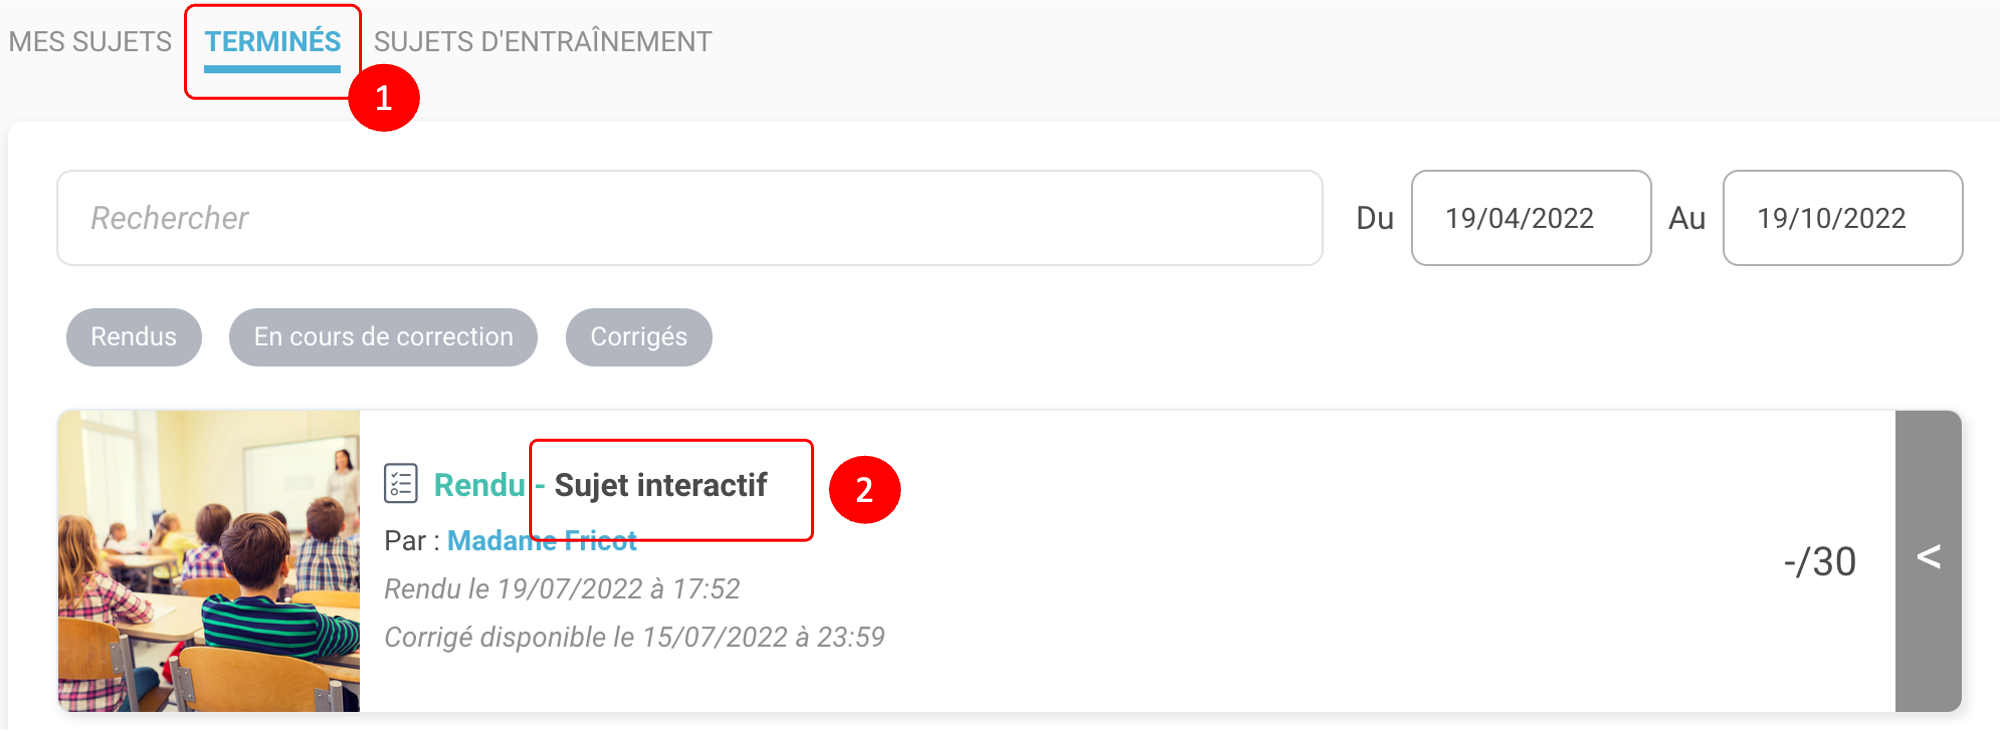 MES SUJETS TERMINÉS SUJETS D'ENTRAÎNEMENT
1
Rechercher Du 19/04/2022 Au 19/10/2022
Rendus En cours de correction Corrigés
Rendu - Sujet interactif
2
Par : Madame Fricot
-/30 <
Rendu le 19/07/2022 à 17:52
Corrigé disponible le 15/07/2022 à 23:59